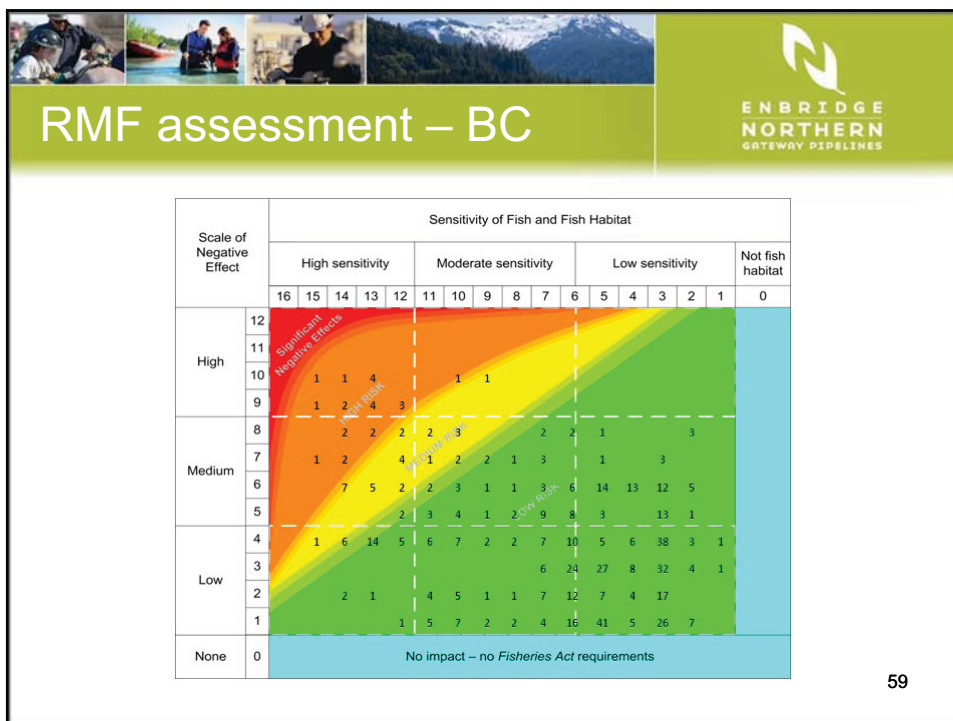 RMF assessment – BC
ENBRIDGE
NORTHERN
GATEWAY PIPELINES
Scale of
Negative
Effect
Sensitivity of Fish and Fish Habitat
High sensitivity Moderate sensitivity Low sensitivity Not fish
habitat
16 15 14 13 12 11 10 9 8 7 6 5 4 3 2 1 0
High
Medium
Low
12
Significant
Negative Effects
11
10 1 1 4 1 1
HIGH RISK
9 1 2 4 3
8 2 2 2 2 3 2 2 1 3
MEDIUM RISK
7 1 2 4 1 2 2 1 3 1 3
6 7 5 2 2 3 1 1 3 6 14 13 12 5
LOW RISK
5 2 3 4 1 2 9 8 3 13 1
4 1 6 14 5 6 7 2 2 7 10 5 6 38 3 1
3 6 24 27 8 32 4 1
2 2 1 4 5 1 1 7 12 7 4 17
1 1 5 7 2 2 4 16 41 5 26 7
None 0 No impact – no Fisheries Act requirements
59